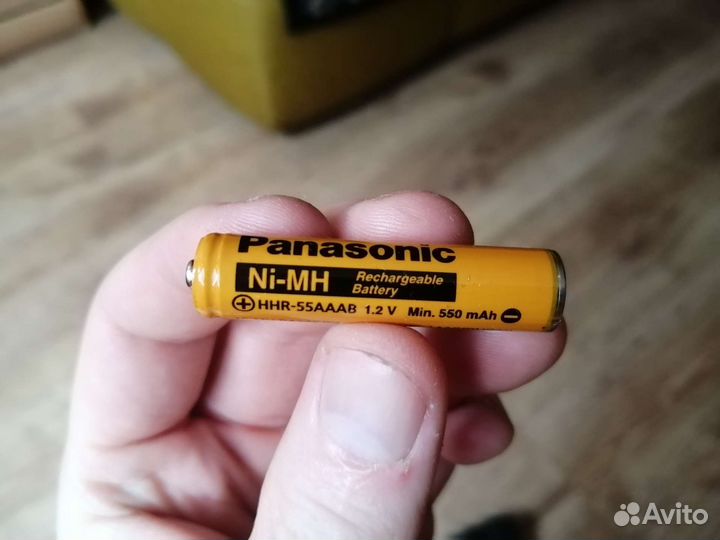 Panasonic
Ni-MH Rechargeable Battery
⊕ HHR-55AAAB 1.2 V Min. 550 mAh ⊖
Avito